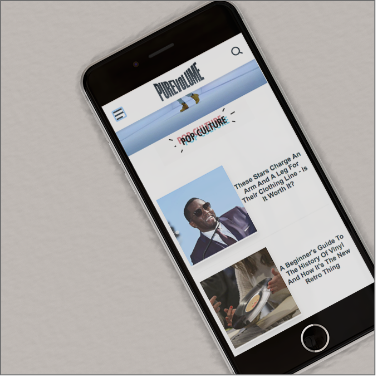 PUREVOLUME
POP CULTURE
These Stars Charge An
Arm And A Leg For
Their Clothing Line - Is
It Worth It?
A Beginner's Guide To
The History Of Vinyl
And How It's The New
Retro Thing